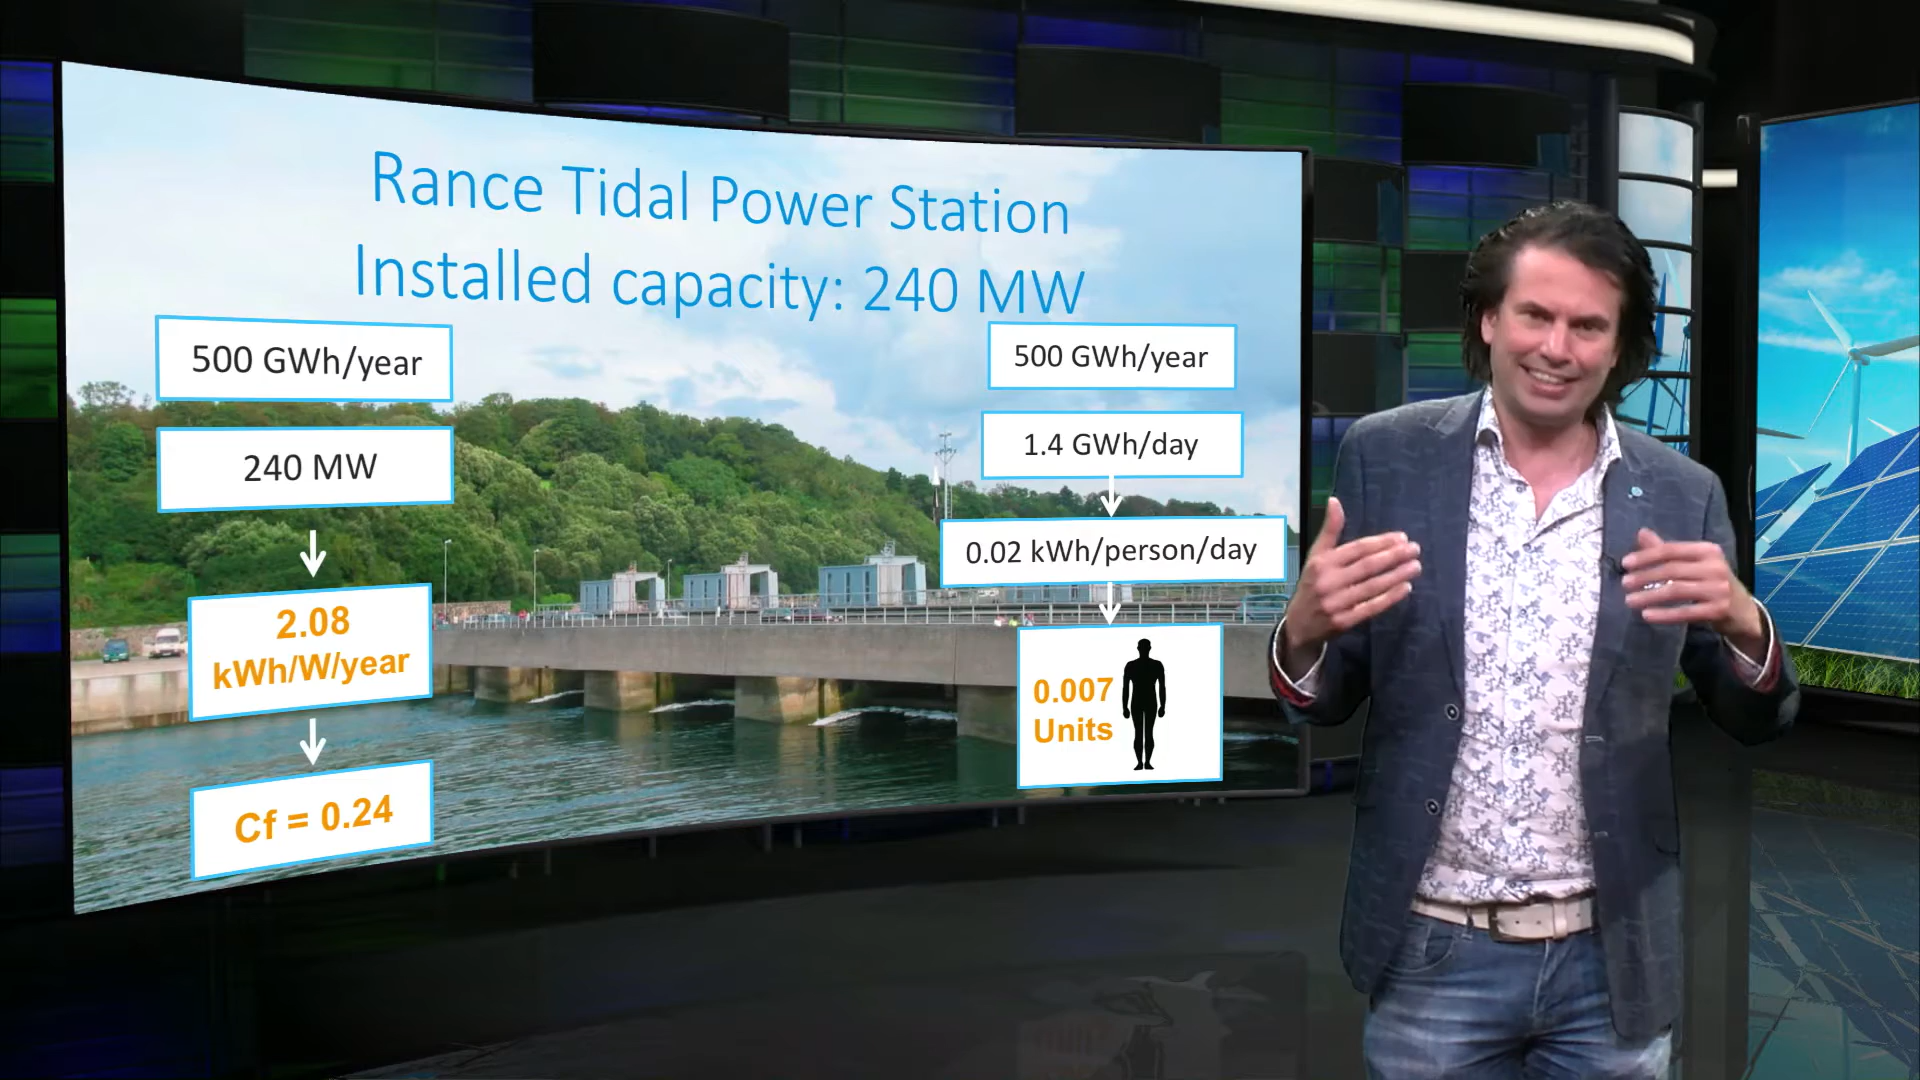 Rance Tidal Power Station
Installed capacity: 240 MW
500 GWh/year
240 MW
2.08
kWh/W/year
Cf = 0.24
500 GWh/year
1.4 GWh/day
0.02 kWh/person/day
0.007
Units